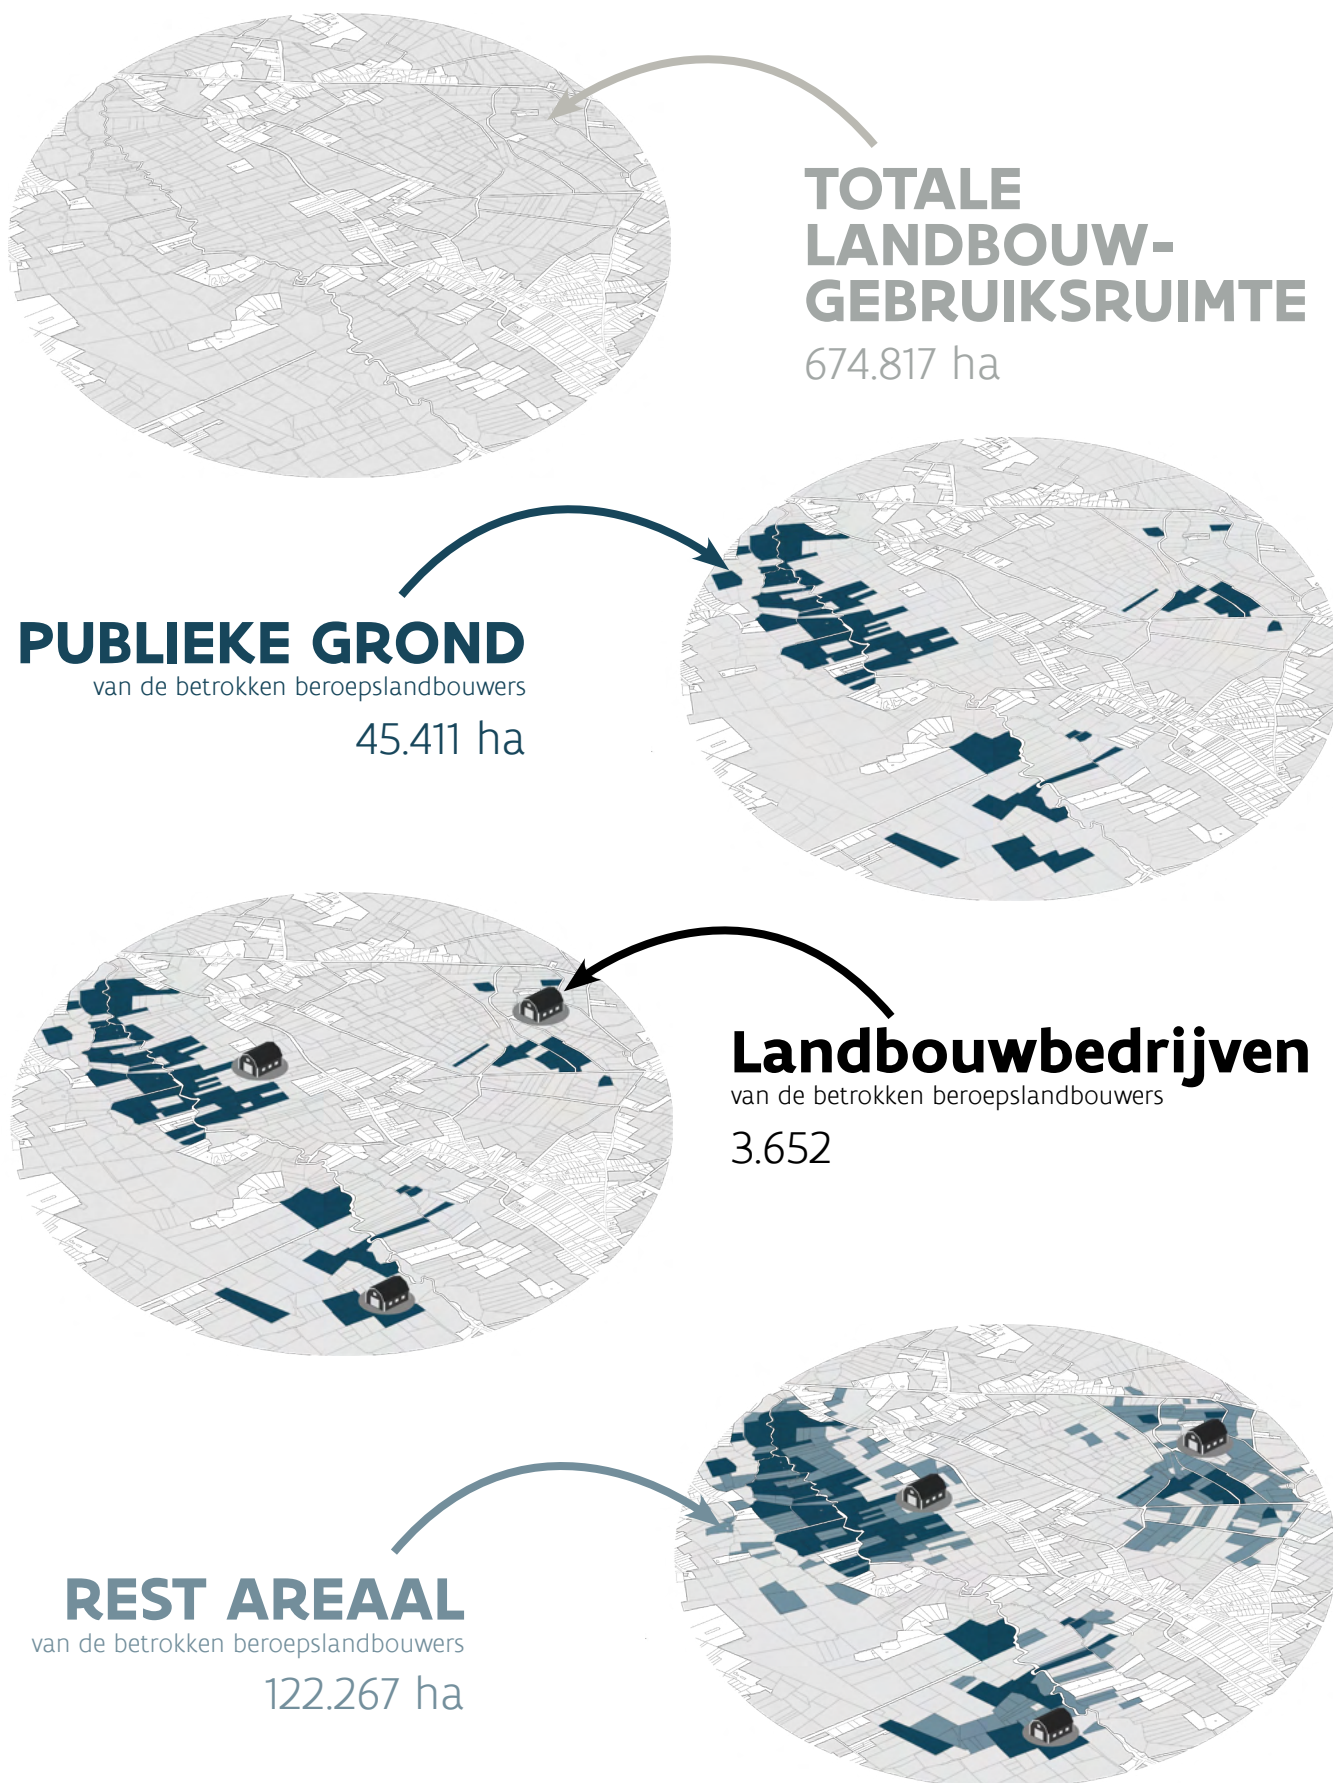 TOTALE
LANDBOUW-
GEBRUIKSRUIMTE
674.817 ha
PUBLIEKE GROND
van de betrokken beroepslandbouwers
45.411 ha
Landbouwbedrijven
van de betrokken beroepslandbouwers
3.652
REST AREAAL
van de betrokken beroepslandbouwers
122.267 ha